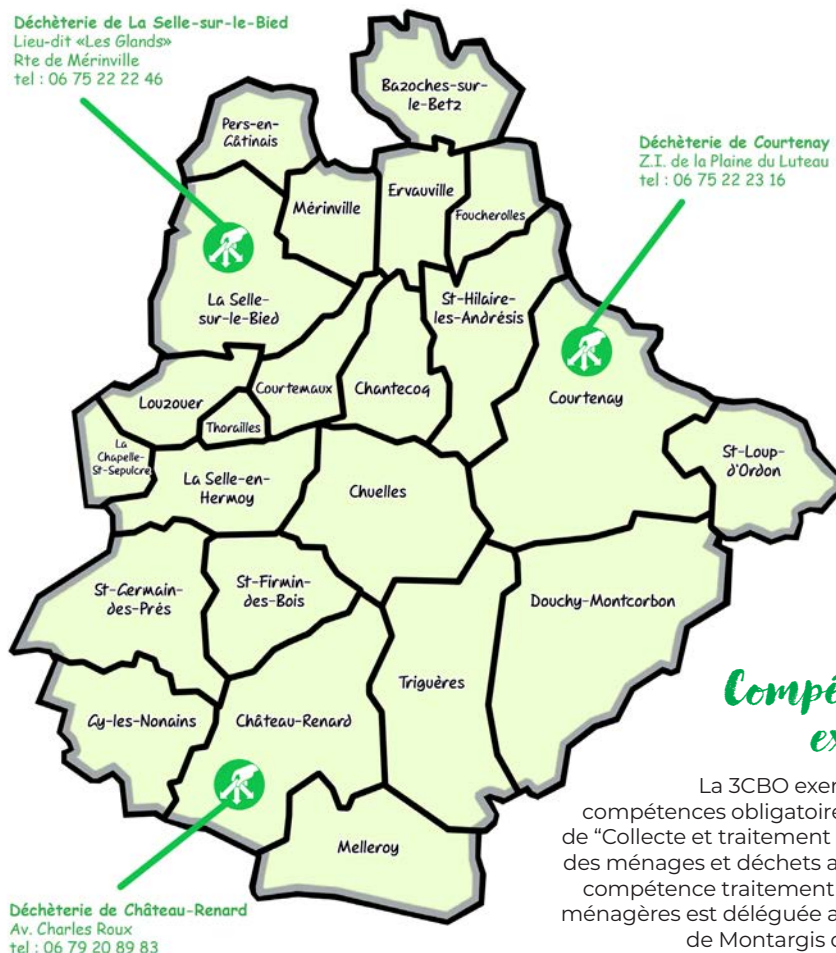 Déchèterie de La Selle-sur-le-Bied
Lieu-dit «Les Glands»
Rte de Mérinville
tel : 06 75 22 22 46
Bazoches-sur-
le-Betz
Pers-en-
Gâtinais
Déchèterie de Courtenay
Z.I. de la Plaine du Luteau
tel : 06 75 22 23 16
Ervauville
Mérinville
Foucherolles
La Selle-
sur-le-Bied
St-Hilaire-
les-Andrésis
Courtemaux
Chantecoq
Courtenay
Louzouer
Thorailles
La
Chapelle-
St-Sepulcre
St-Loup-
d'Ordon
La Selle-en-
Hermoy
Chuelles
St-Germain-
des-Prés
St-Firmin-
des-Bois
Douchy-Montcorbon
Triguères
Gy-les-Nonains
Château-Renard
Melleroy
Déchèterie de Château-Renard
Av. Charles Roux
tel : 06 79 20 89 83
Compé
ex
La 3CBO exer
compétences obligatoire
de “Collecte et traitement
des ménages et déchets a
compétence traitement
ménagères est déléguée a
de Montargis